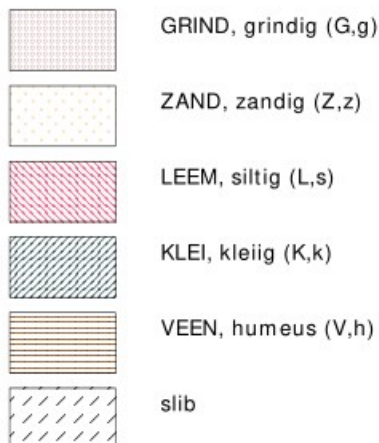 GRIND, grindig (G,g)
ZAND, zandig (Z,z)
LEEM, siltig (L,s)
KLEI, kleiig (K,k)
VEEN, humeus (V,h)
slib